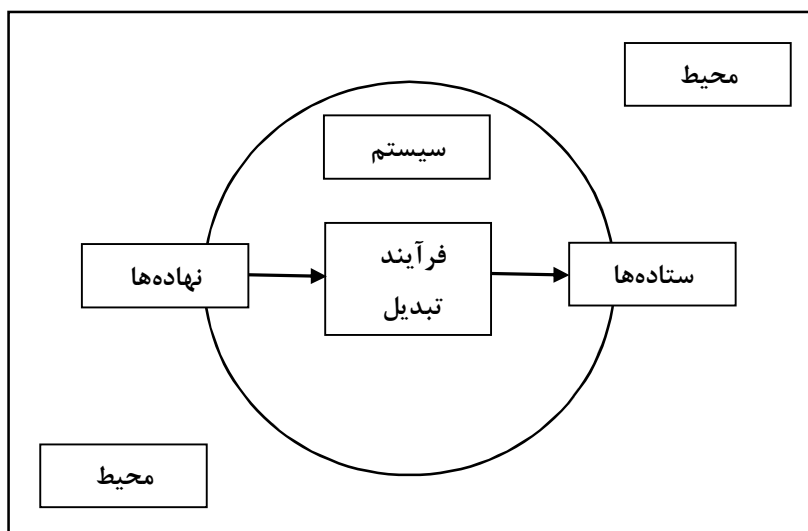 محیط
سیستم
نهاده‌ها
فرآیند
تبدیل
ستاده‌ها
محیط